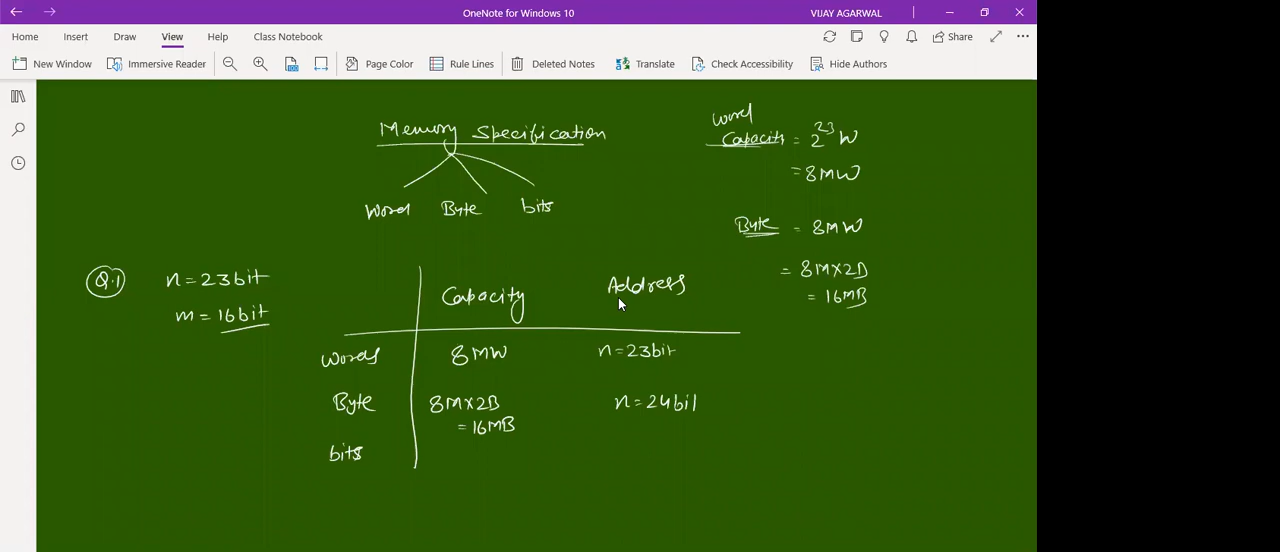 OneNote for Windows 10
VIJAY AGARWAL
Home Insert Draw View Help Class Notebook Share
New Window Immersive Reader Page Color Rule Lines Deleted Notes Translate Check Accessibility Hide Authors
Memory Specification
Word Byte bits
Word
Capacity = 2^23 W
= 8MW
Byte = 8MW
= 8M×2B
= 16MB
Q.1 n=23bit
m=16bit
Capacity Address
Words 8MW n=23bit
Byte 8M×2B n=24bit
= 16MB
bits